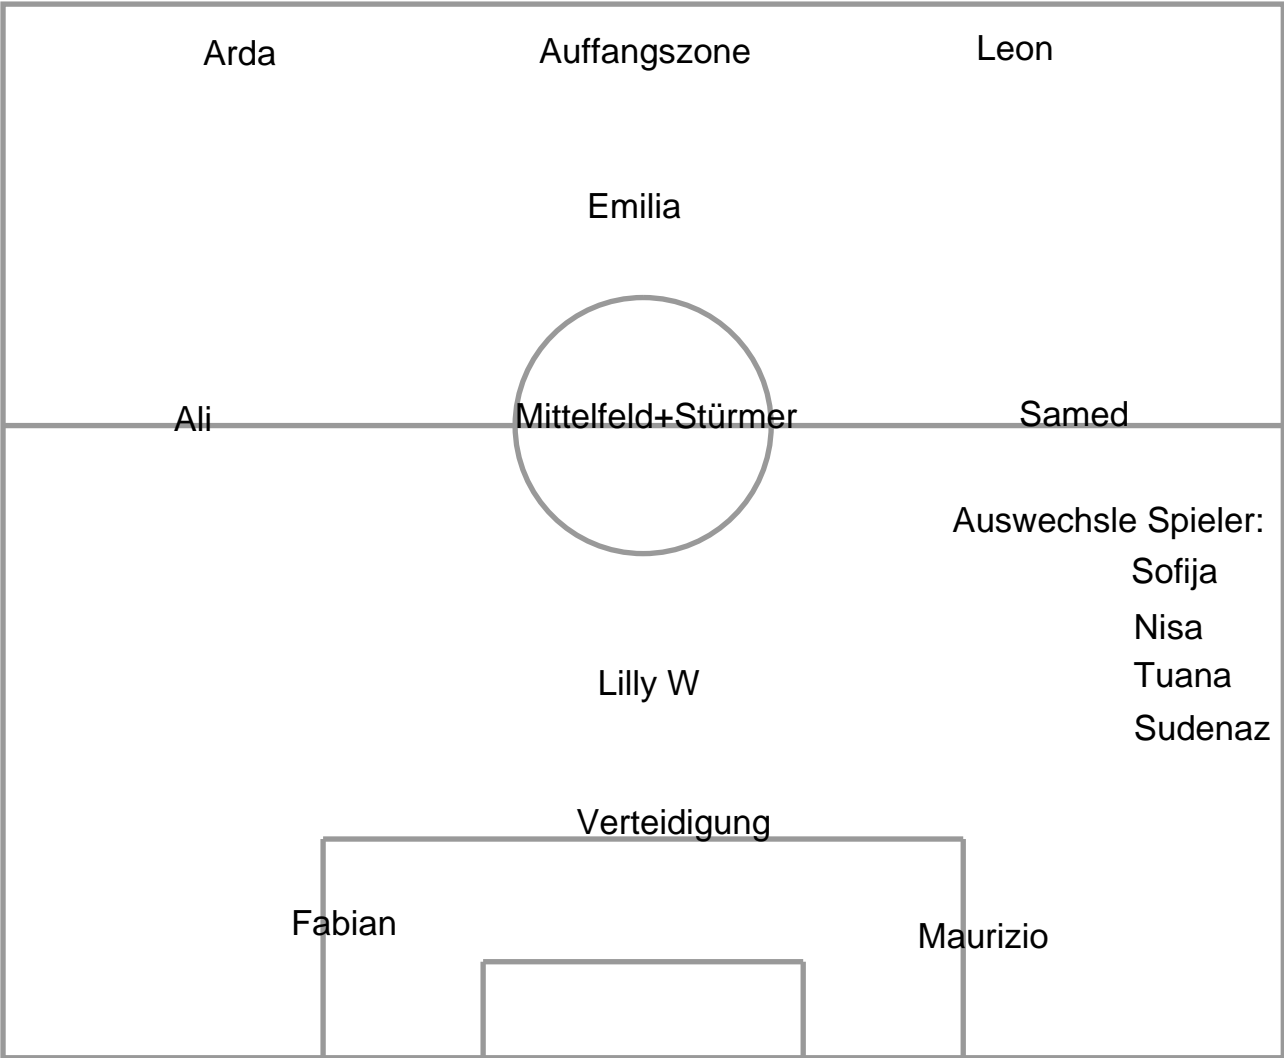 Arda Auffangszone Leon
Emilia
Ali Mittelfeld+Stürmer Samed
Auswechsle Spieler:
Sofija
Nisa
Tuana
Lilly W
Sudenaz
Verteidigung
Fabian Maurizio